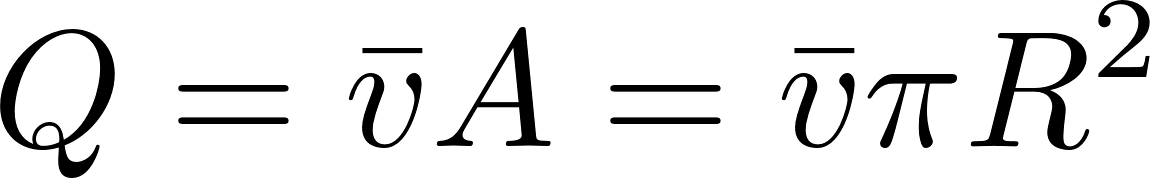 Q = v̅A = v̅πR²